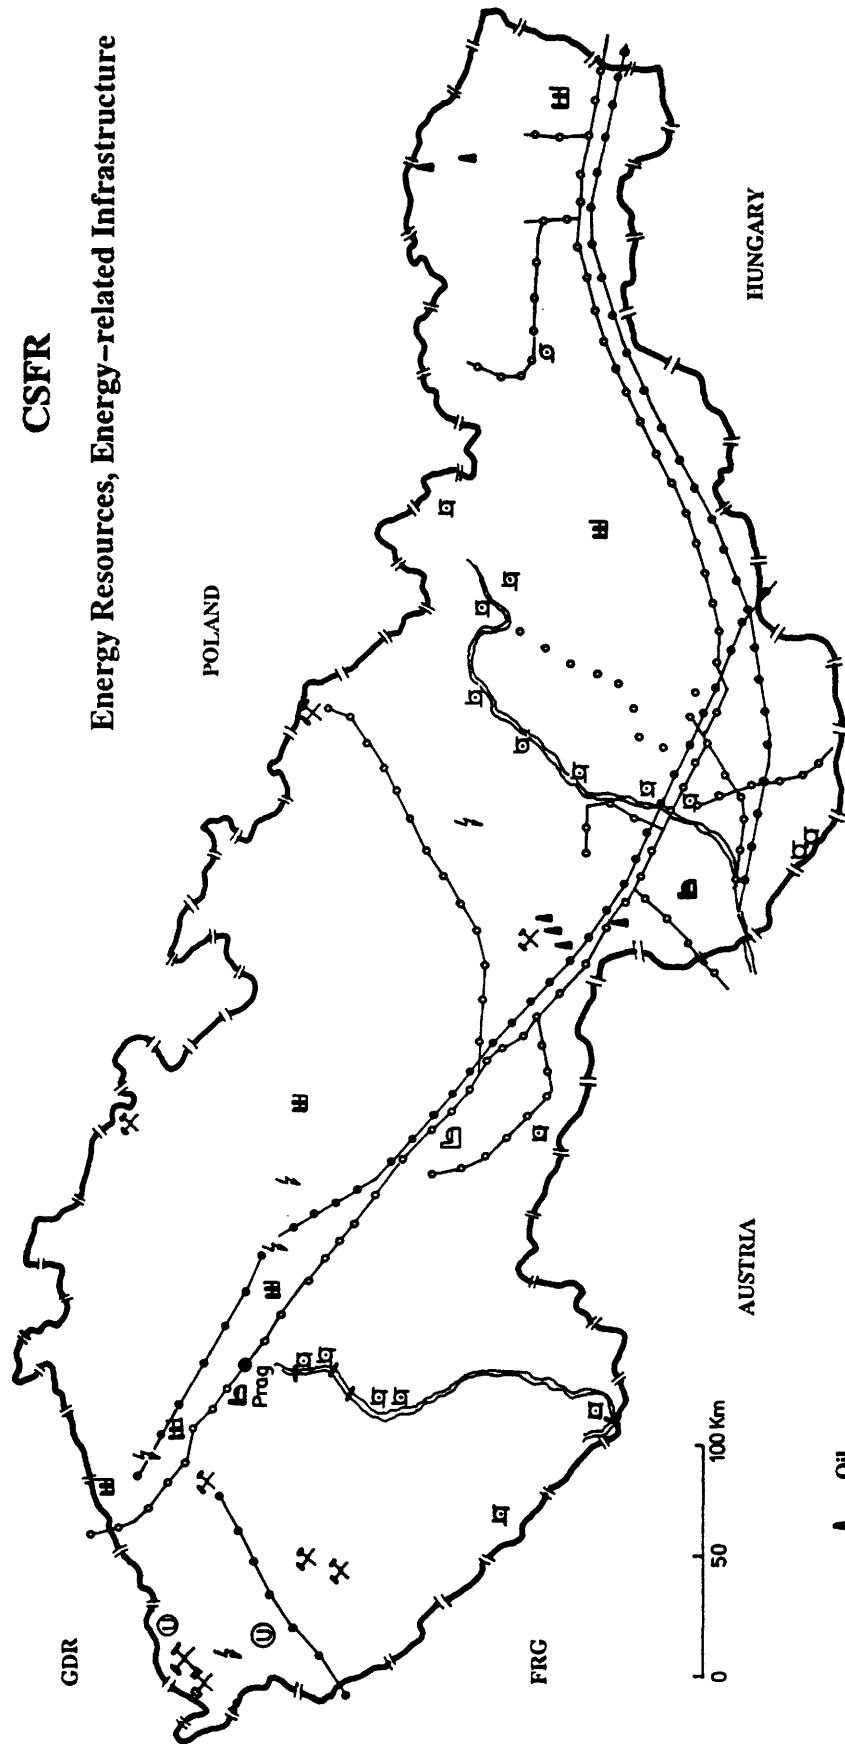 CSFR
Energy Resources, Energy-related Infrastructure
POLAND
GDR
U
U
Prag
HUNGARY
AUSTRIA
FRG
0 50 100 Km
Oil